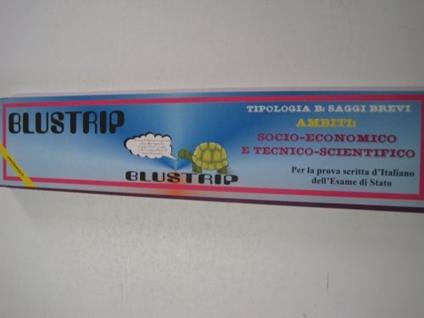 BLUSTRIP
BLUSTRIP
TIPOLOGIA B: SAGGI BREVI
AMBITI:
SOCIO-ECONOMICO
E TECNICO-SCIENTIFICO
Per la prova scritta d'Italiano
dell'Esame di Stato